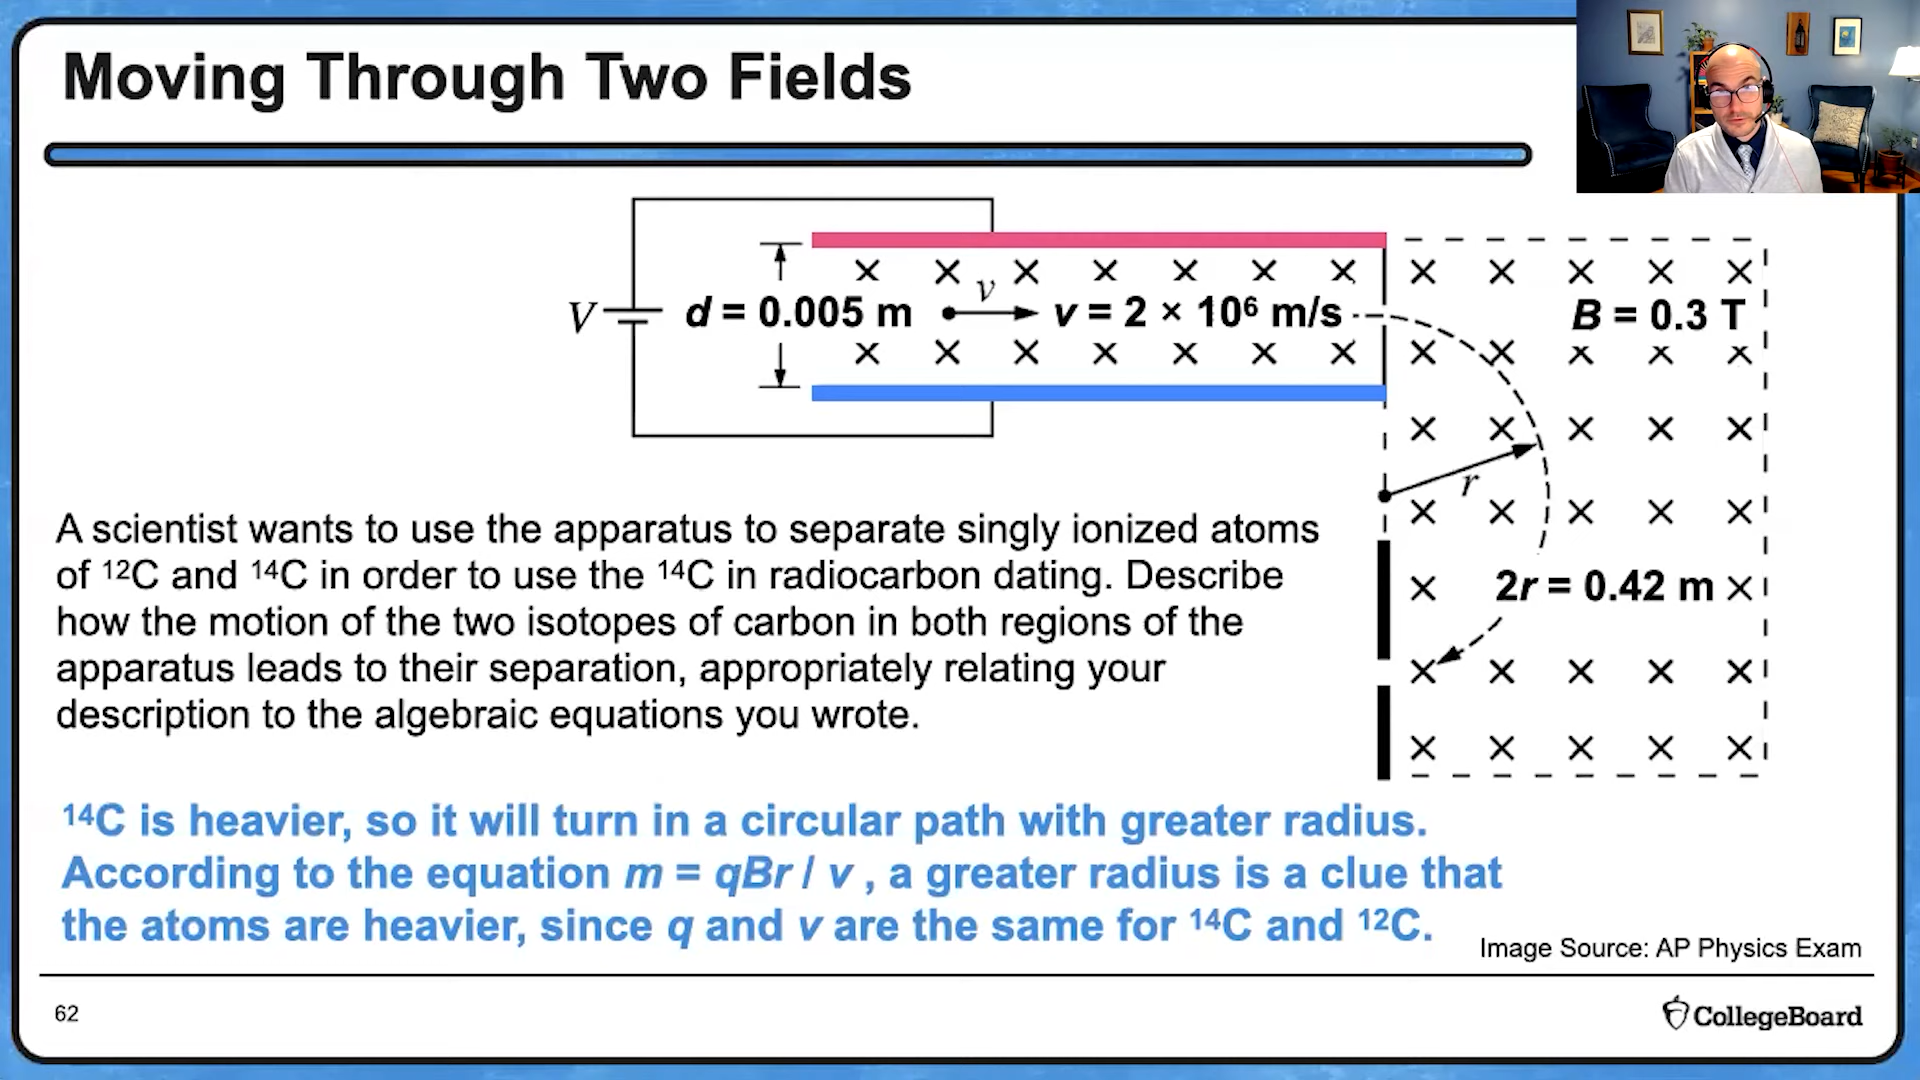 Moving Through Two Fields
V
d = 0.005 m
v
v = 2 × 10⁶ m/s
B = 0.3 T
r
2r = 0.42 m
A scientist wants to use the apparatus to separate singly ionized atoms
of ¹²C and ¹⁴C in order to use the ¹⁴C in radiocarbon dating. Describe
how the motion of the two isotopes of carbon in both regions of the
apparatus leads to their separation, appropriately relating your
description to the algebraic equations you wrote.
¹⁴C is heavier, so it will turn in a circular path with greater radius.
According to the equation m = qBr / v , a greater radius is a clue that
the atoms are heavier, since q and v are the same for ¹⁴C and ¹²C.
Image Source: AP Physics Exam
62
CollegeBoard